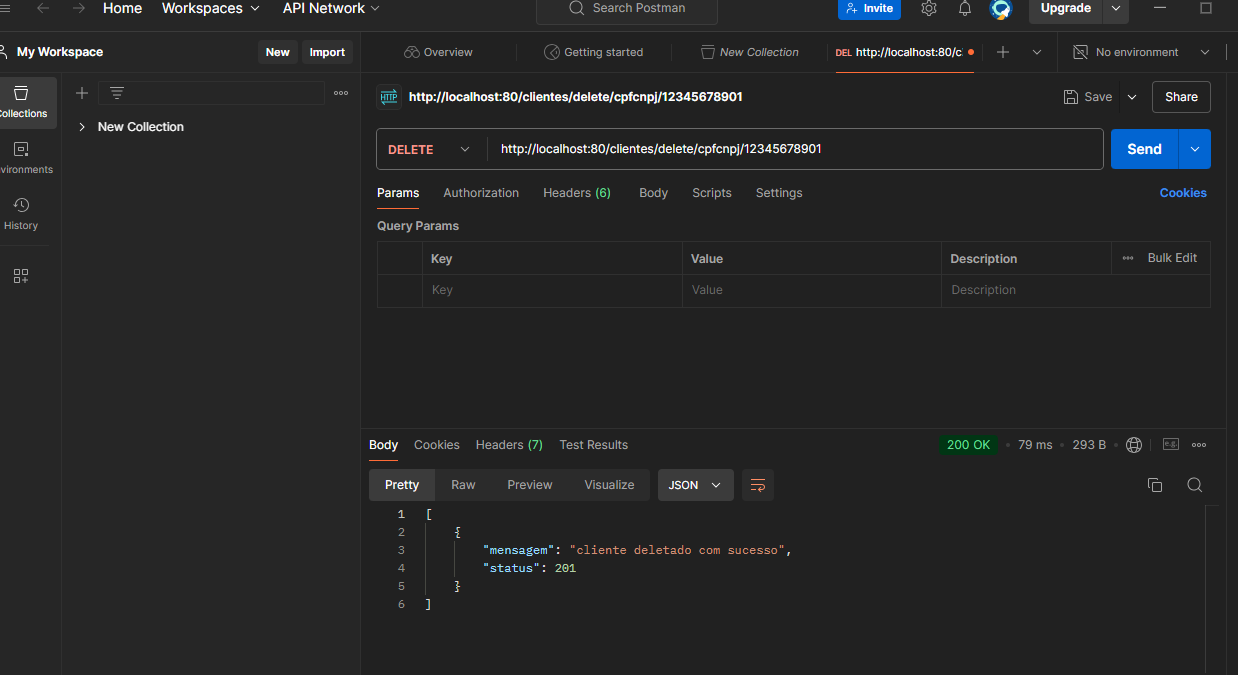 Home Workspaces API Network Search Postman Invite Upgrade
My Workspace New Import Overview Getting started New Collection DEL http://localhost:80/c No environment
Collections
New Collection
http://localhost:80/clientes/delete/cpfcnpj/12345678901 Save Share
DELETE http://localhost:80/clientes/delete/cpfcnpj/12345678901 Send
vironments
Params Authorization Headers (6) Body Scripts Settings Cookies
History
Query Params
Key Value Description Bulk Edit
Key Value Description
Body Cookies Headers (7) Test Results 200 OK • 79 ms • 293 B
Pretty Raw Preview Visualize JSON
1 [
2 {
3 "mensagem": "cliente deletado com sucesso",
4 "status": 201
5 }
6 ]